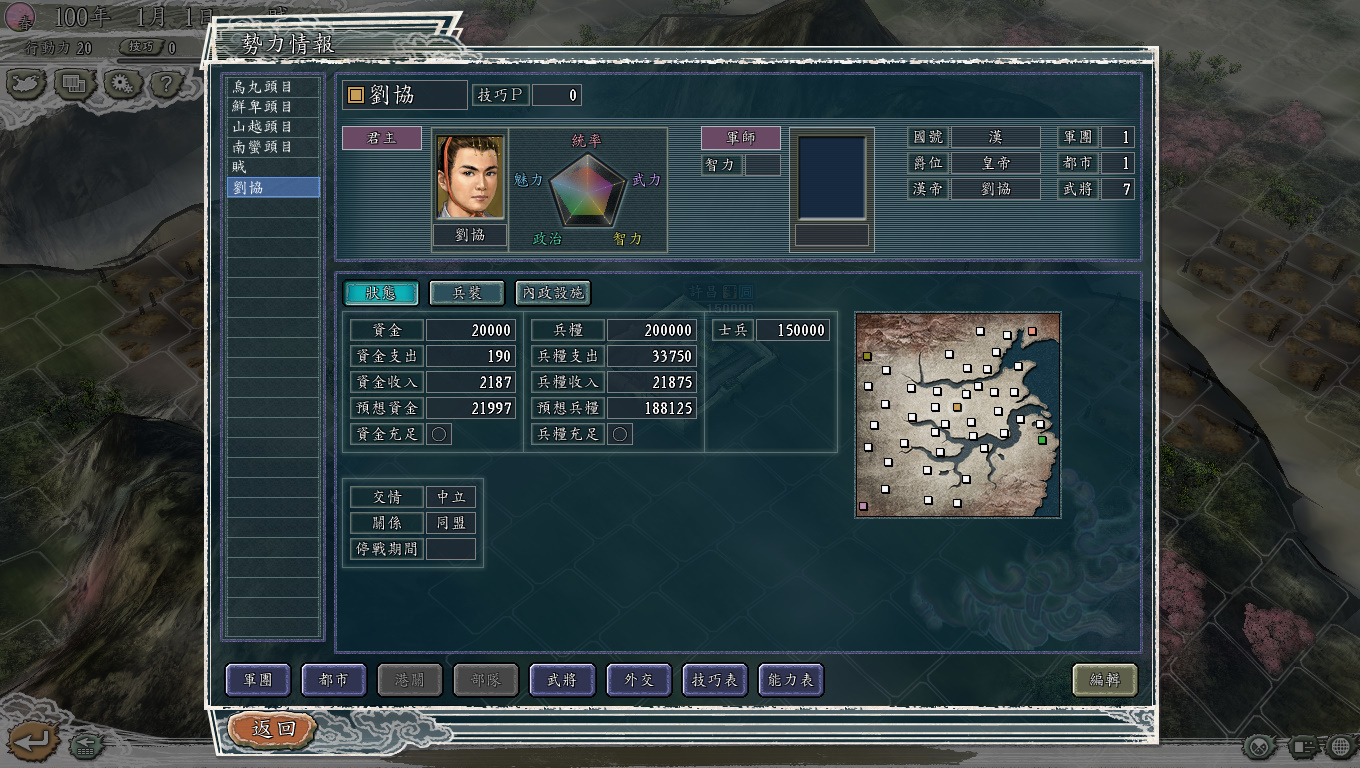 春 100年 1月 1日 賊
行動力 20 技巧 0
?
勢力情報
烏丸頭目
鮮卑頭目
山越頭目
南蠻頭目
賊
劉協
劉協 技巧P 0
君主
劉協
統率
魅力 武力
政治 智力
軍師
智力
國號 漢 軍團 1
爵位 皇帝 都市 1
漢帝 劉協 武將 7
狀態 兵裝 內政設施
許昌
150000
資金 20000 兵糧 200000 士兵 150000
資金支出 190 兵糧支出 33750
資金收入 2187 兵糧收入 21875
預想資金 21997 預想兵糧 188125
資金充足 ○ 兵糧充足 ○
交情 中立
關係 同盟
停戰期間
軍團 都市 港關 部隊 武將 外交 技巧表 能力表 編輯
返回